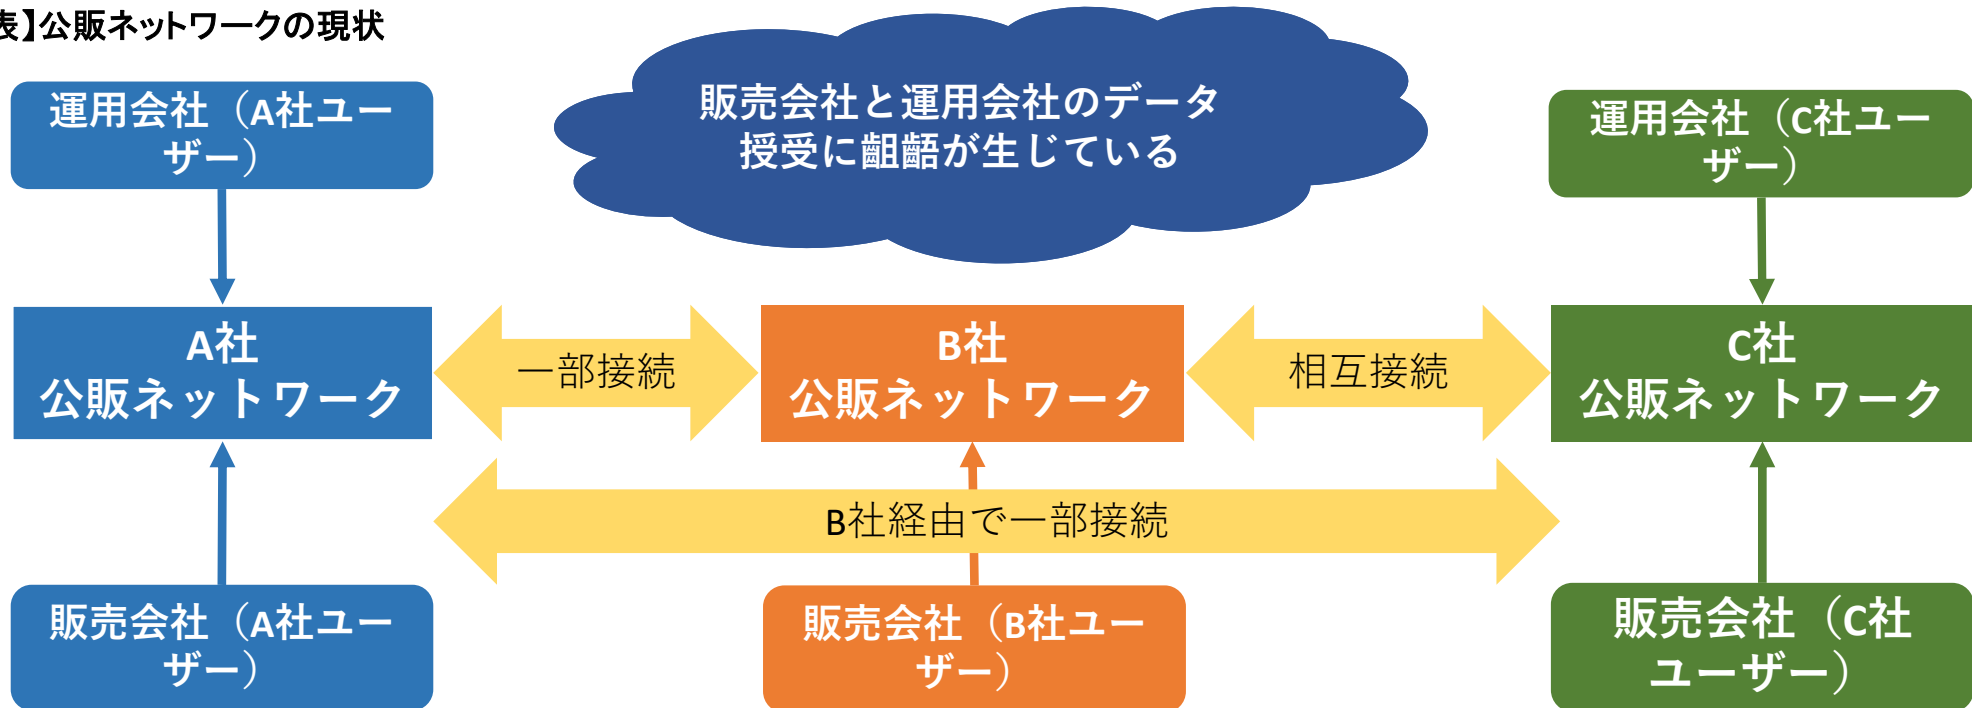 表】公販ネットワークの現状
販売会社と運用会社のデータ
授受に齟齬が生じている
運用会社（A社ユー
ザー）
運用会社（C社ユー
ザー）
A社
公販ネットワーク
一部接続
B社
公販ネットワーク
相互接続
C社
公販ネットワーク
B社経由で一部接続
販売会社（A社ユー
ザー）
販売会社（B社ユー
ザー）
販売会社（C社
ユーザー）